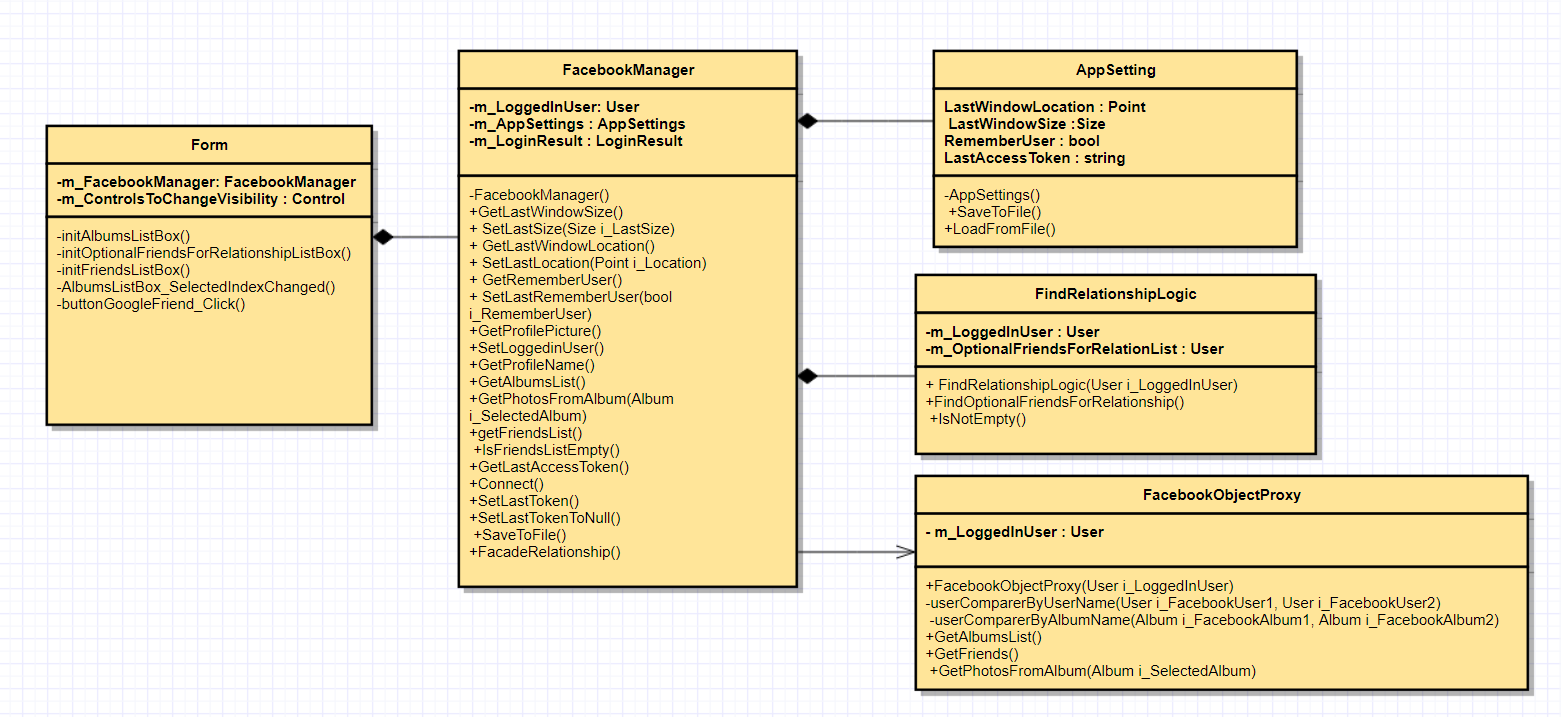 Form
-m_FacebookManager: FacebookManager
-m_ControlsToChangeVisibility : Control
-initAlbumsListBox()
-initOptionalFriendsForRelationshipListBox()
-initFriendsListBox()
-AlbumsListBox_SelectedIndexChanged()
-buttonGoogleFriend_Click()
FacebookManager
-m_LoggedInUser: User
-m_AppSettings : AppSettings
-m_LoginResult : LoginResult
-FacebookManager()
+GetLastWindowSize()
+ SetLastSize(Size i_LastSize)
+ GetLastWindowLocation()
+ SetLastLocation(Point i_Location)
+ GetRememberUser()
+ SetLastRememberUser(bool
i_RememberUser)
+GetProfilePicture()
+SetLoggedinUser()
+GetProfileName()
+GetAlbumsList()
+GetPhotosFromAlbum(Album
i_SelectedAlbum)
+getFriendsList()
+IsFriendsListEmpty()
+GetLastAccessToken()
+Connect()
+SetLastToken()
+SetLastTokenToNull()
+SaveToFile()
+FacadeRelationship()
AppSetting
LastWindowLocation : Point
LastWindowSize :Size
RememberUser : bool
LastAccessToken : string
-AppSettings()
+SaveToFile()
+LoadFromFile()
FindRelationshipLogic
-m_LoggedInUser : User
-m_OptionalFriendsForRelationList : User
+ FindRelationshipLogic(User i_LoggedInUser)
+FindOptionalFriendsForRelationship()
+IsNotEmpty()
FacebookObjectProxy
- m_LoggedInUser : User
+FacebookObjectProxy(User i_LoggedInUser)
-userComparerByUserName(User i_FacebookUser1, User i_FacebookUser2)
-userComparerByAlbumName(Album i_FacebookAlbum1, Album i_FacebookAlbum2)
+GetAlbumsList()
+GetFriends()
+GetPhotosFromAlbum(Album i_SelectedAlbum)